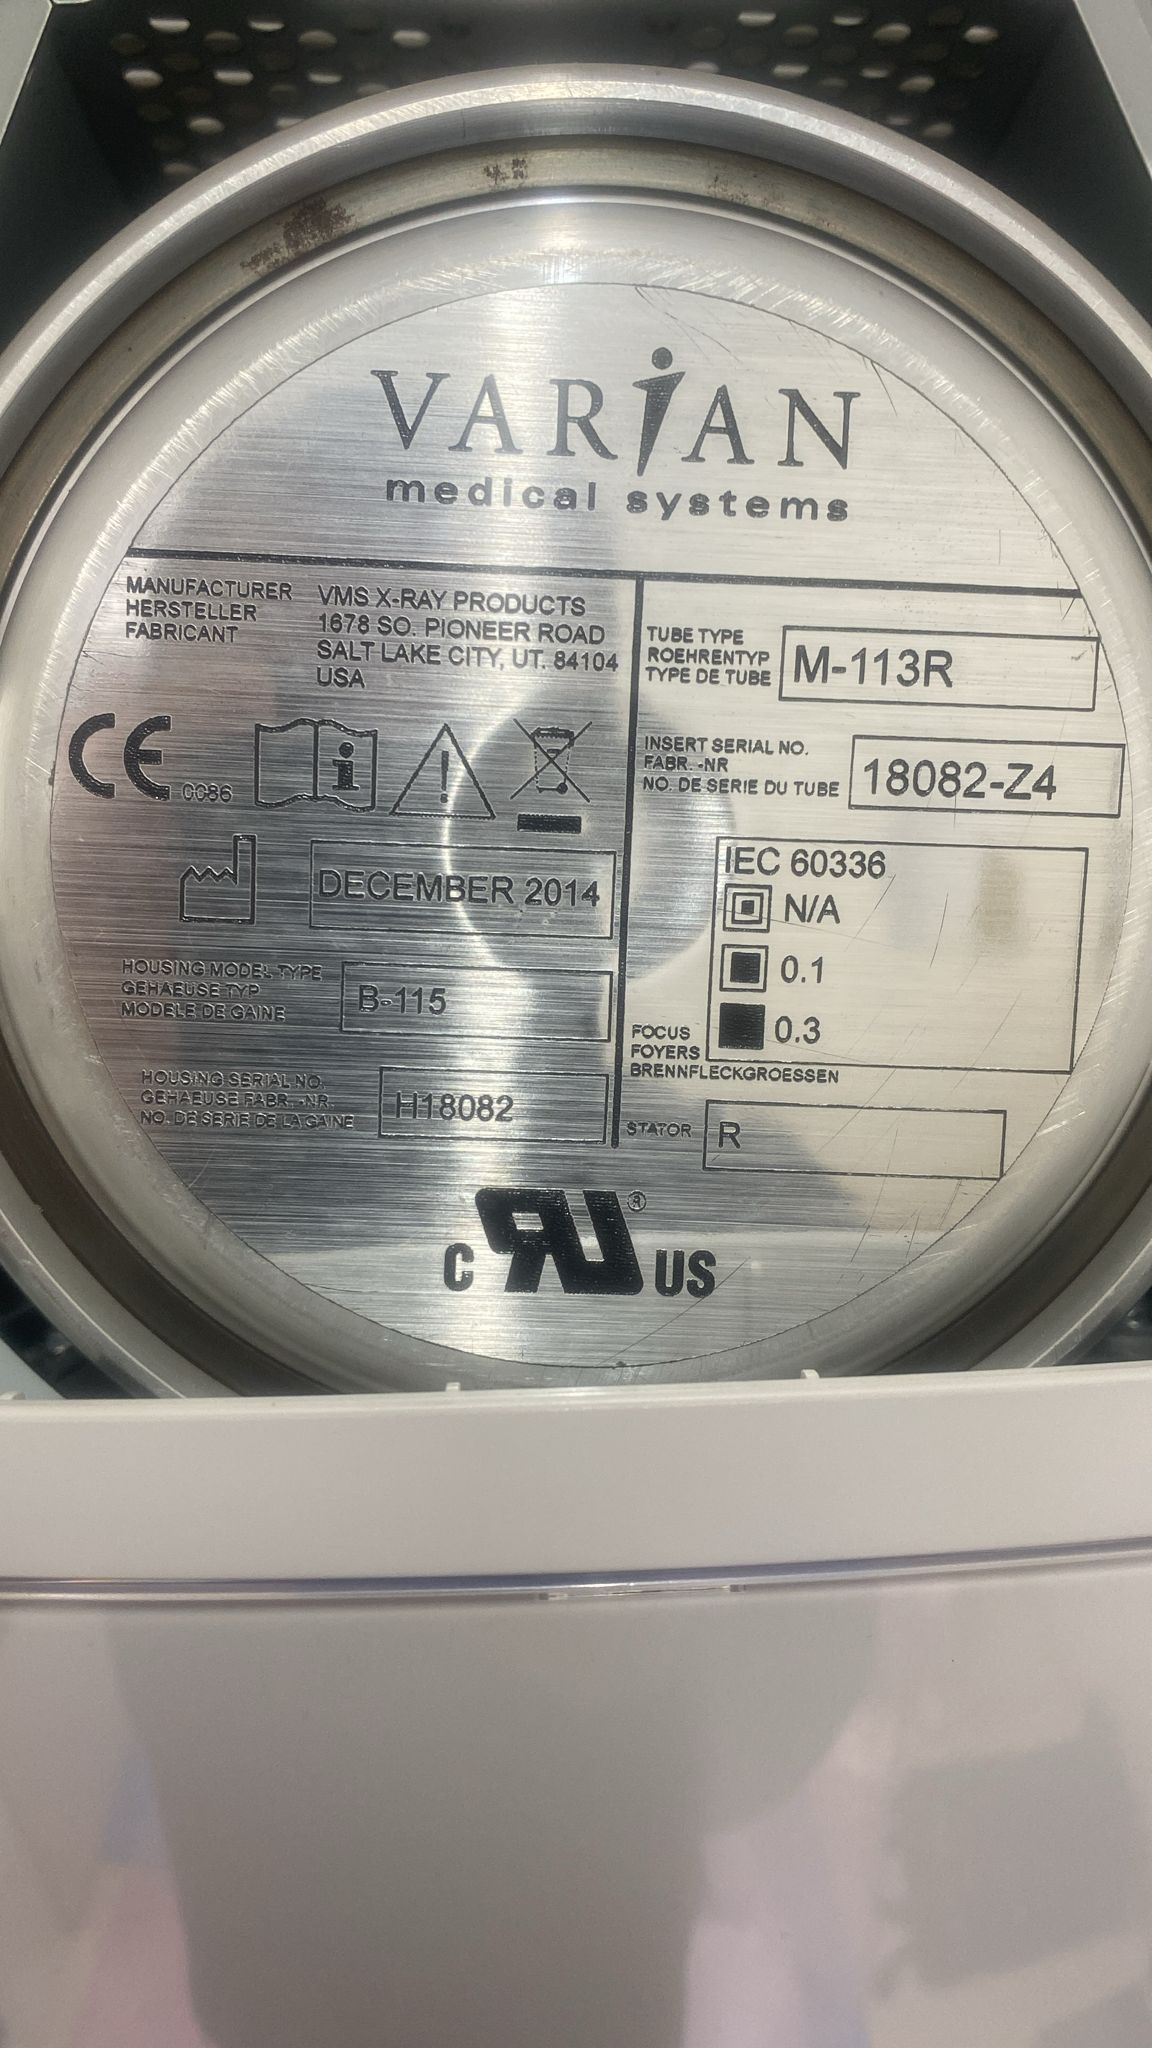 VARIAN
medical systems
MANUFACTURER
HERSTELLER
FABRICANT
VMS X-RAY PRODUCTS
1678 SO. PIONEER ROAD
SALT LAKE CITY, UT. 84104
USA
CE 0086
DECEMBER 2014
HOUSING MODEL TYPE
GEHAEUSE TYP
MODELE DE GAINE
B-115
HOUSING SERIAL NO.
GEHAEUSE FABR. -NR.
NO. DE SERIE DE LA GAINE
H18082
TUBE TYPE
ROEHRENTYP
TYPE DE TUBE
M-113R
INSERT SERIAL NO.
FABR. -NR
NO. DE SERIE DU TUBE
18082-Z4
IEC 60336
N/A
0.1
0.3
FOCUS
FOYERS
BRENNFLECKGROESSEN
STATOR
R
C RU® US